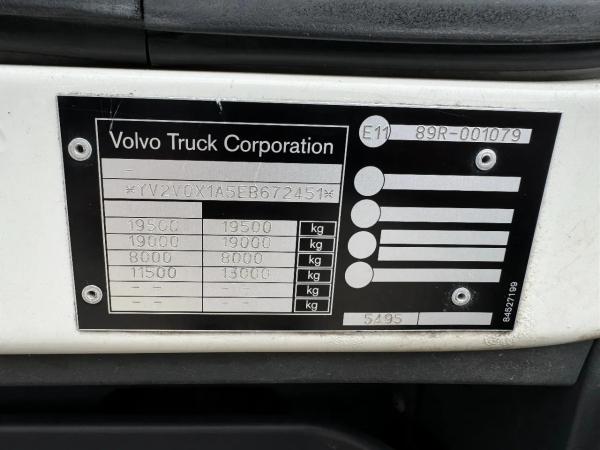 Volvo Truck Corporation
-
*YV2V0X1A5EB672451*
19500 19500 kg
19000 19000 kg
8000 8000 kg
11500 13000 kg
-- -- kg
-- -- kg
E11 89R-001079
5495
84527199